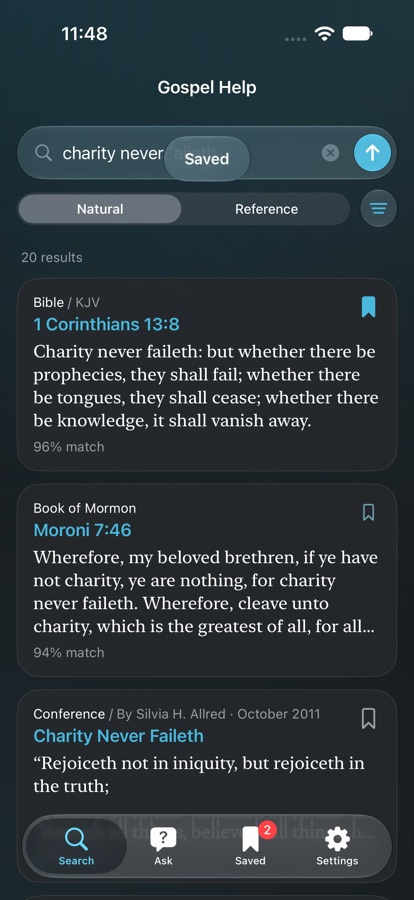 11:48
Gospel Help
charity never
Saved
Natural
Reference
20 results
Bible / KJV
1 Corinthians 13:8
Charity never faileth: but whether there be
prophecies, they shall fail; whether there
be tongues, they shall cease; whether there
be knowledge, it shall vanish away.
96% match
Book of Mormon
Moroni 7:46
Wherefore, my beloved brethren, if ye have
not charity, ye are nothing, for charity
never faileth. Wherefore, cleave unto
charity, which is the greatest of all, for all...
94% match
Conference / By Silvia H. Allred · October 2011
Charity Never Faileth
“Rejoiceth not in iniquity, but rejoiceth in
the truth;
Search
Ask
Saved
2
Settings